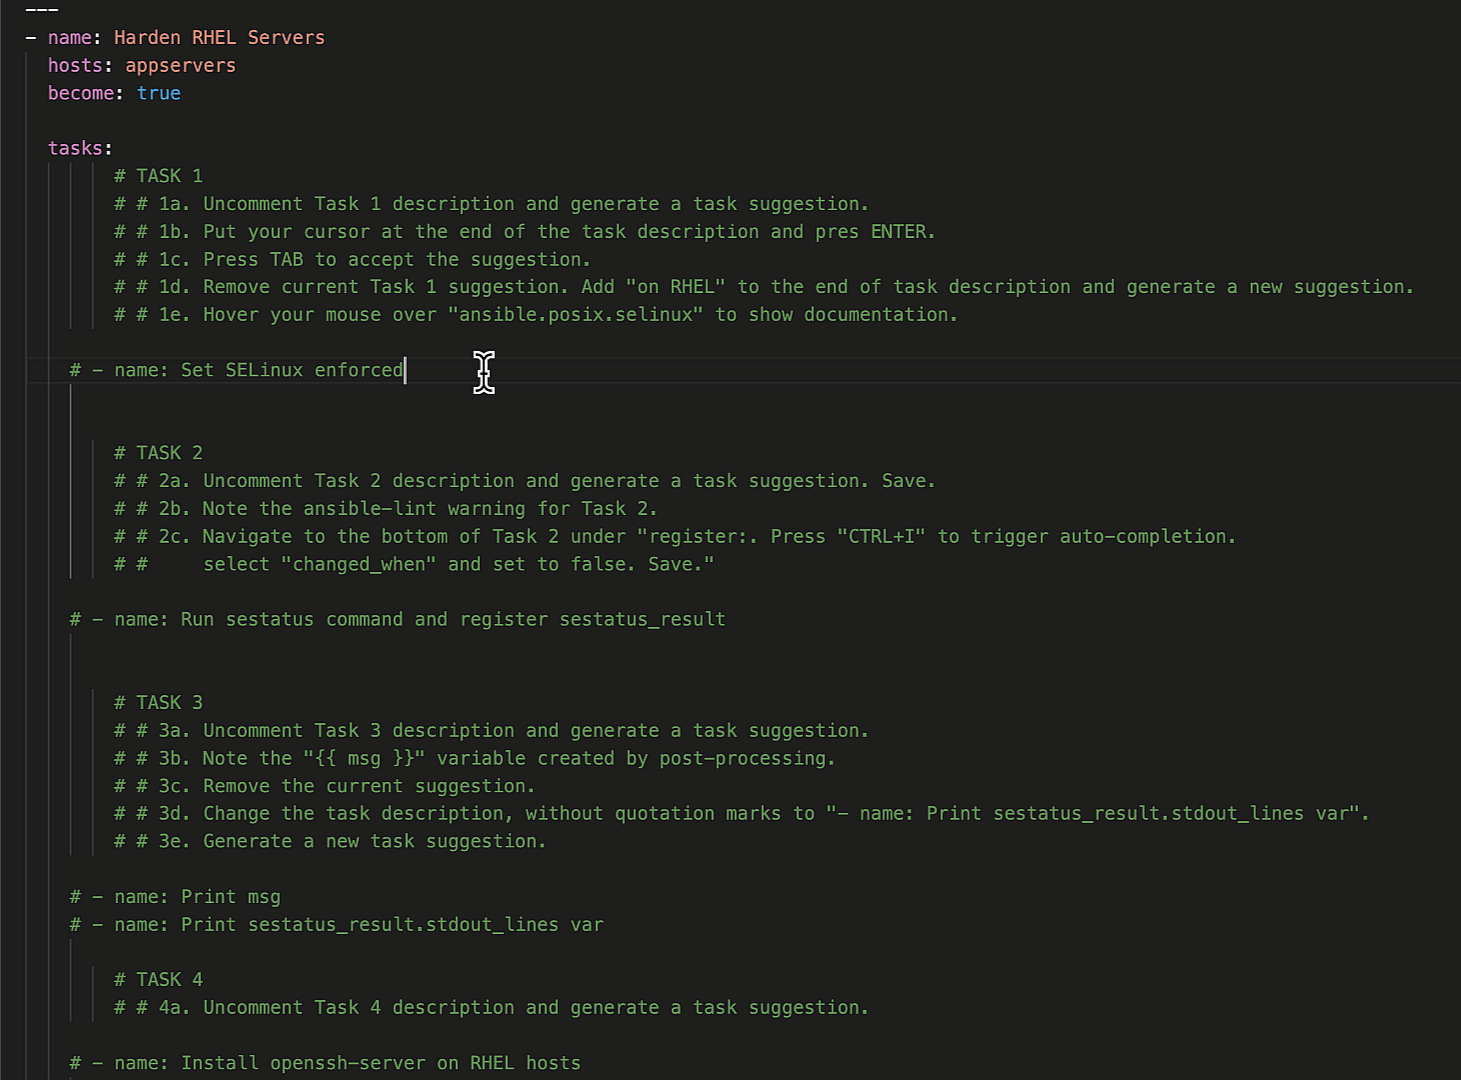 ---
- name: Harden RHEL Servers
hosts: appservers
become: true
tasks:
# TASK 1
# # 1a. Uncomment Task 1 description and generate a task suggestion.
# # 1b. Put your cursor at the end of the task description and pres ENTER.
# # 1c. Press TAB to accept the suggestion.
# # 1d. Remove current Task 1 suggestion. Add "on RHEL" to the end of task description and generate a new suggestion.
# # 1e. Hover your mouse over "ansible.posix.selinux" to show documentation.
# - name: Set SELinux enforced
# TASK 2
# # 2a. Uncomment Task 2 description and generate a task suggestion. Save.
# # 2b. Note the ansible-lint warning for Task 2.
# # 2c. Navigate to the bottom of Task 2 under "register:. Press "CTRL+I" to trigger auto-completion.
# #     select "changed_when" and set to false. Save."
# - name: Run sestatus command and register sestatus_result
# TASK 3
# # 3a. Uncomment Task 3 description and generate a task suggestion.
# # 3b. Note the "{{ msg }}" variable created by post-processing.
# # 3c. Remove the current suggestion.
# # 3d. Change the task description, without quotation marks to "- name: Print sestatus_result.stdout_lines var".
# # 3e. Generate a new task suggestion.
# - name: Print msg
# - name: Print sestatus_result.stdout_lines var
# TASK 4
# # 4a. Uncomment Task 4 description and generate a task suggestion.
# - name: Install openssh-server on RHEL hosts